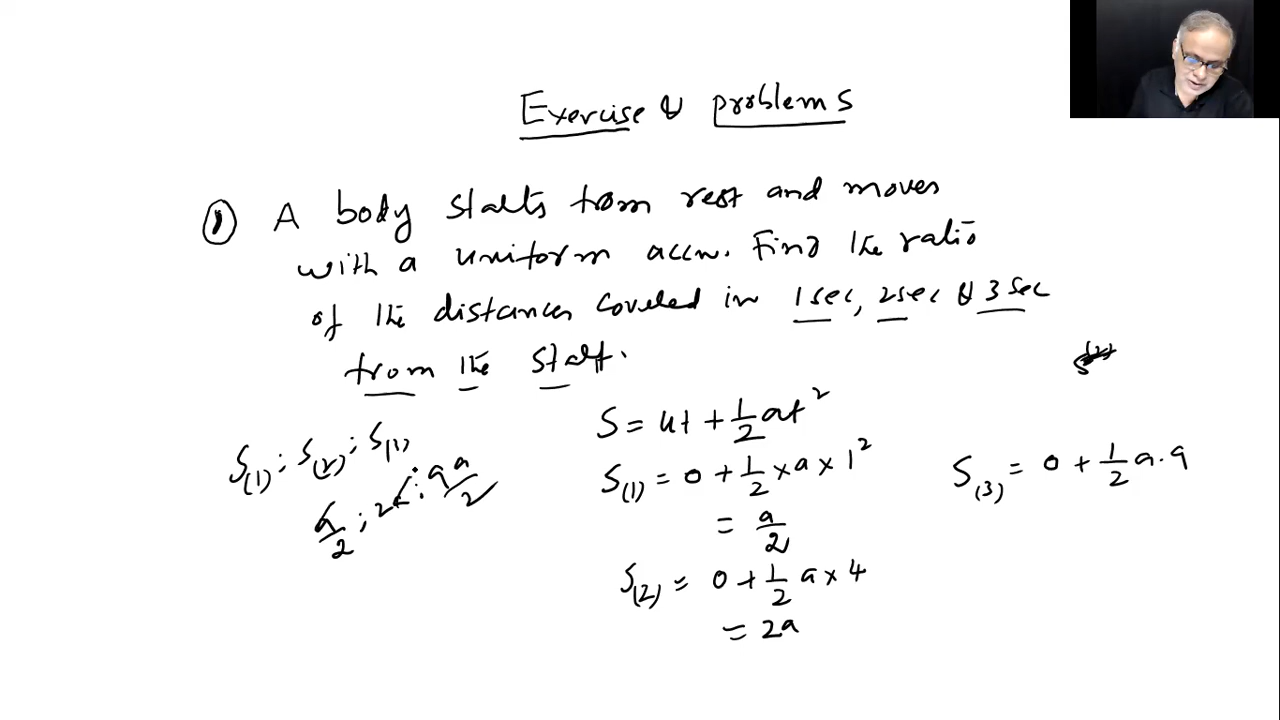 Exercise & problems
① A body starts from rest and moves
with a uniform accn. Find the ratio
of the distances covered in 1sec, 2sec & 3 sec
from the start.
S = ut + 1/2 at²
S(1) = 0 + 1/2 × a × 1²
= a/2
S(2) = 0 + 1/2 a × 4
= 2a
S(3) = 0 + 1/2 a . 9
S(1) : S(2) : S(3)
a/2 : 2a : 9a/2